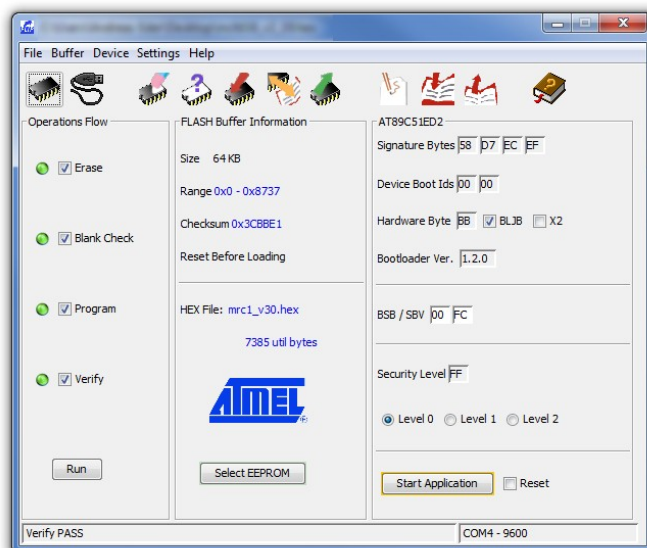 File Buffer Device Settings Help
Operations Flow
Erase
Blank Check
Program
Verify
Run
FLASH Buffer Information
Size 64 KB
Range 0x0 - 0x8737
Checksum 0x3CBBE1
Reset Before Loading
HEX File: mrc1_v30.hex
7385 util bytes
ATMEL
Select EEPROM
AT89C51ED2
Signature Bytes 58 D7 EC EF
Device Boot Ids 00 00
Hardware Byte BB BLJB X2
Bootloader Ver. 1.2.0
BSB / SBV 00 FC
Security Level FF
Level 0 Level 1 Level 2
Start Application Reset
Verify PASS COM4 - 9600